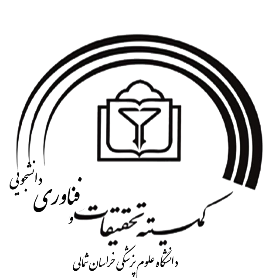 کمیته تحقیقات و فناوری دانشجویی
دانشگاه علوم پزشکی خراسان شمالی